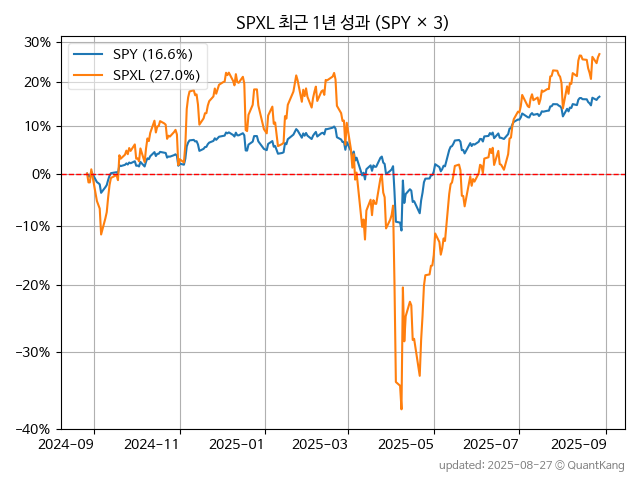 SPXL 최근 1년 성과 (SPY × 3)
SPY (16.6%)
SPXL (27.0%)
30%
20%
10%
0%
−10%
−20%
−30%
−40%
2024−09 2024−11 2025−01 2025−03 2025−05 2025−07 2025−09
updated: 2025-08-27 © QuantKang